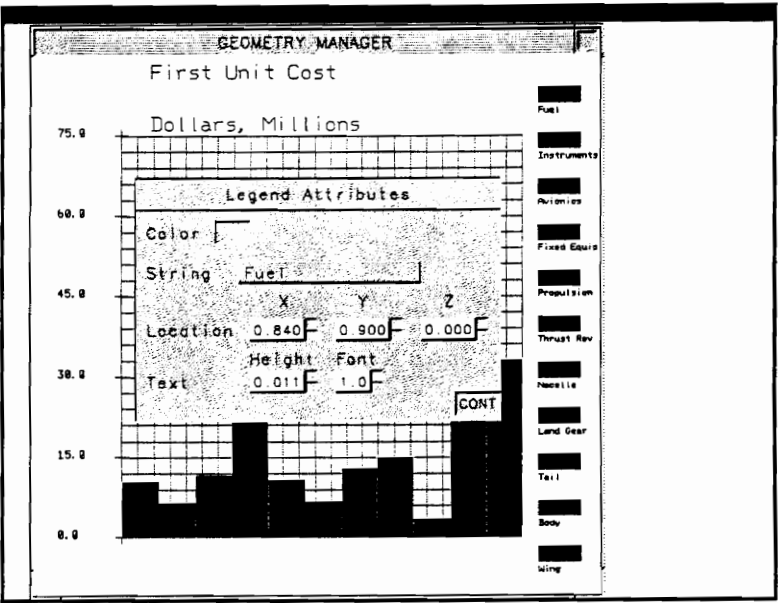 GEOMETRY MANAGER
First Unit Cost
Dollars, Millions
75.0
60.0
45.0
30.0
15.0
0.0
Legend Attributes
Color
String Fuel
X Y Z
Location 0.840 0.900 0.000
Height Font
Text 0.011 1.0
CONT
Fuel
Instruments
Avionics
Fixed Equip
Propulsion
Thrust Rev
Nacelle
Land Gear
Tail
Body
Wing